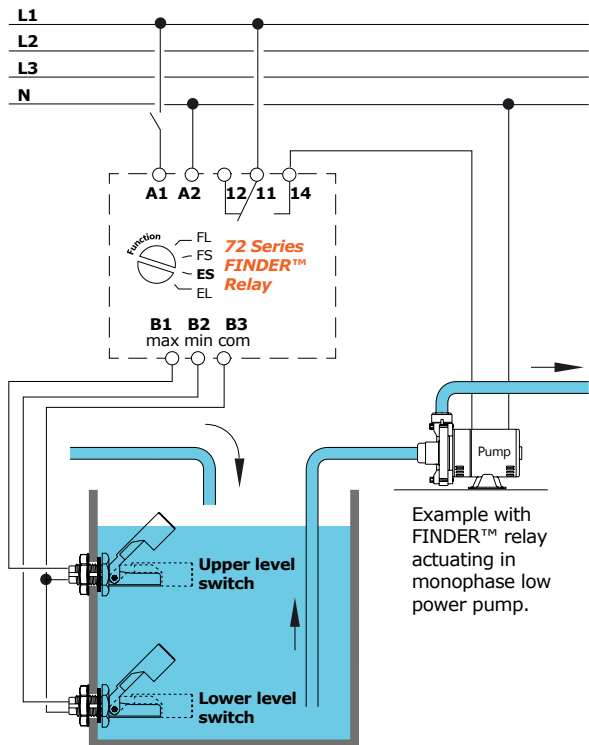 L1
L2
L3
N
A1 A2 12 11 14
Function
FL
FS
ES
EL
72 Series
FINDER™
Relay
B1 B2 B3
max min com
Pump
Example with
FINDER™ relay
actuating in
monophase low
power pump.
Upper level
switch
Lower level
switch